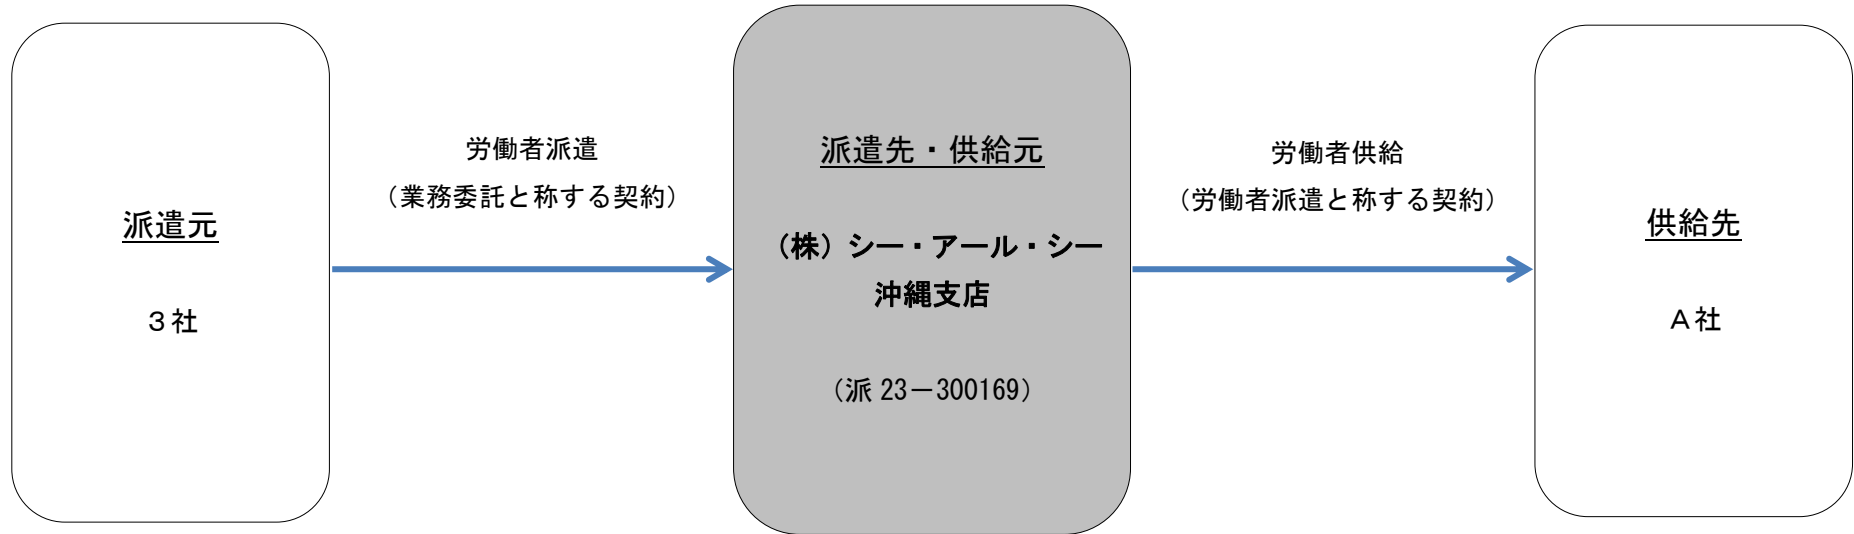 派遣元
３社
労働者派遣
（業務委託と称する契約）
派遣先・供給元
（株）シー・アール・シー
沖縄支店
（派 23－300169）
労働者供給
（労働者派遣と称する契約）
供給先
Ａ社